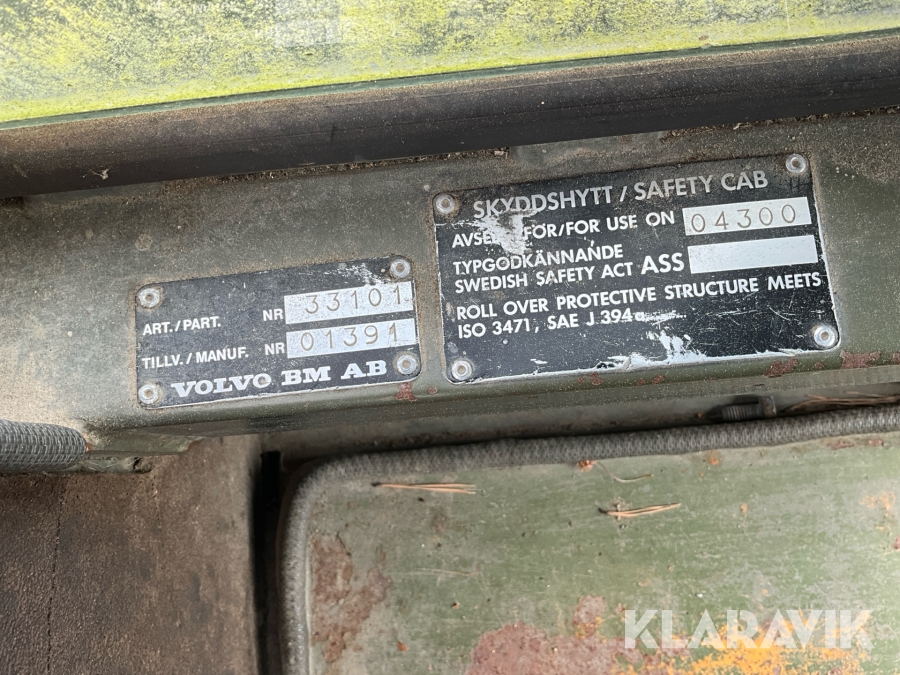 ART./PART. NR 33101
TILLV./MANUF. NR 01391
VOLVO BM AB
SKYDDSHYTT / SAFETY CAB
FÖR/FOR USE ON 04300
TYPGODKÄNNANDE
SWEDISH SAFETY ACT ASS
ROLL OVER PROTECTIVE STRUCTURE MEETS
ISO 3471, SAE J 394
KLARAVIK